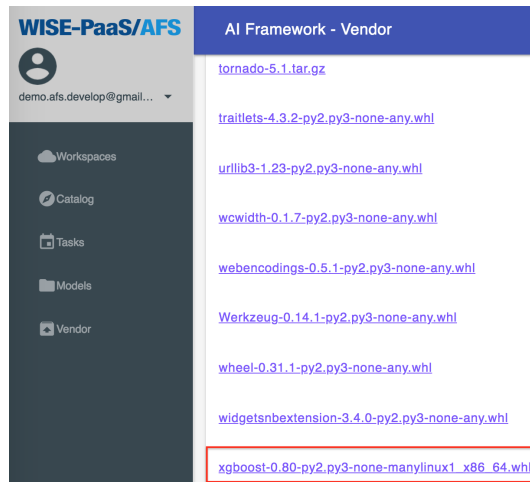 WISE-PaaS/AFS
AI Framework - Vendor
demo.afs.develop@gmail...
Workspaces
Catalog
Tasks
Models
Vendor
tornado-5.1.tar.gz
traitlets-4.3.2-py2.py3-none-any.whl
urllib3-1.23-py2.py3-none-any.whl
wcwidth-0.1.7-py2.py3-none-any.whl
webencodings-0.5.1-py2.py3-none-any.whl
Werkzeug-0.14.1-py2.py3-none-any.whl
wheel-0.31.1-py2.py3-none-any.whl
widgetsnbextension-3.4.0-py2.py3-none-any.whl
xgboost-0.80-py2.py3-none-manylinux1_x86_64.whl